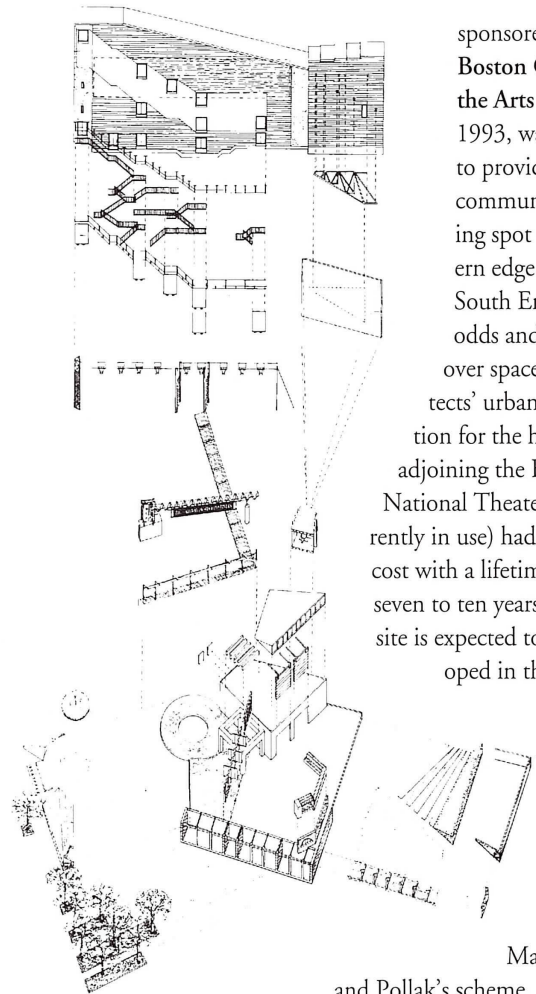 sponsore
Boston C
the Arts
1993, wa
to provid
commun
ing spot
ern edge
South En
odds and
over space
tects' urban
tion for the h
adjoining the
National Theate
rently in use) had
cost with a lifetim
seven to ten years
site is expected to
oped in th
Ma
and Pollak's scheme